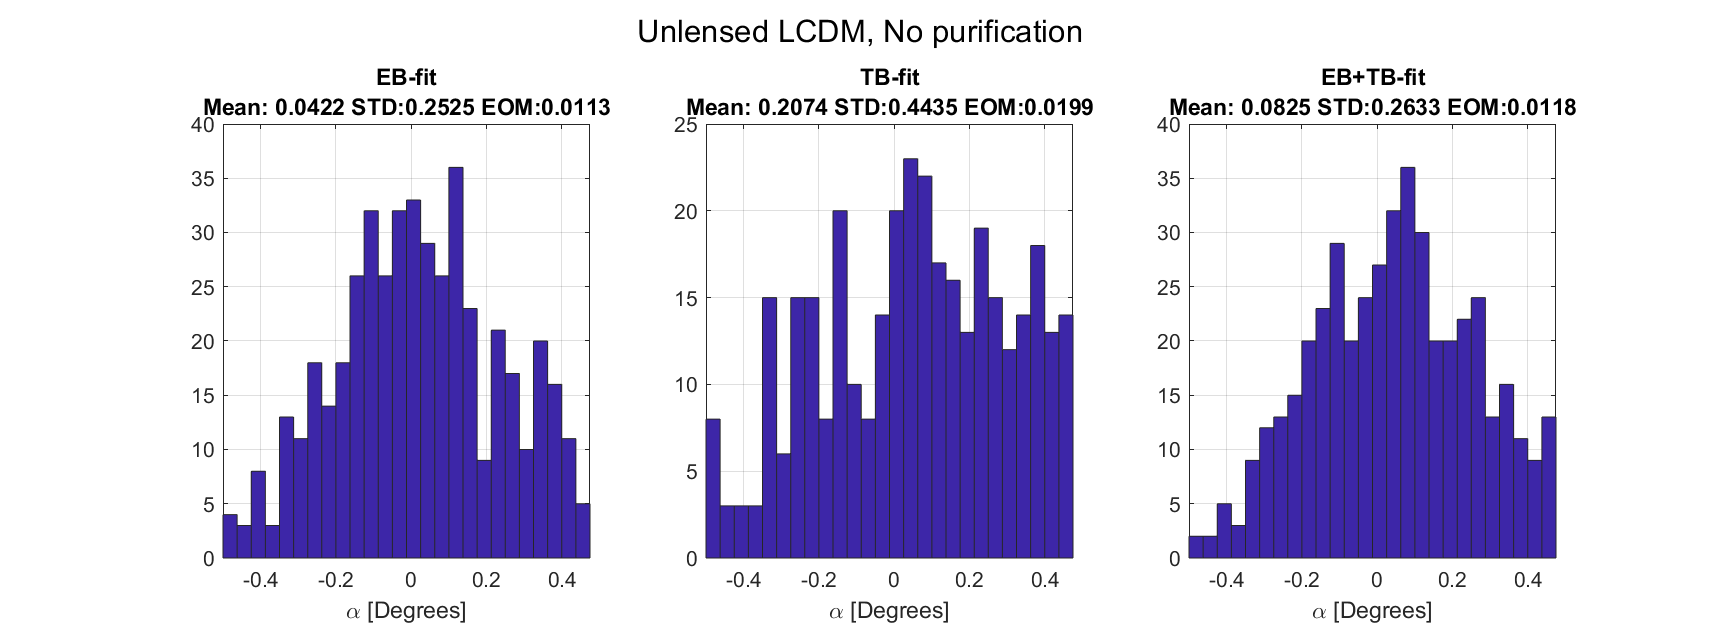 Unlensed LCDM, No purification
EB-fit
Mean: 0.0422 STD:0.2525 EOM:0.0113
40
35
30
25
20
15
10
5
0
-0.4 -0.2 0 0.2 0.4
α [Degrees]
TB-fit
Mean: 0.2074 STD:0.4435 EOM:0.0199
25
20
15
10
5
0
-0.4 -0.2 0 0.2 0.4
α [Degrees]
EB+TB-fit
Mean: 0.0825 STD:0.2633 EOM:0.0118
40
35
30
25
20
15
10
5
0
-0.4 -0.2 0 0.2 0.4
α [Degrees]